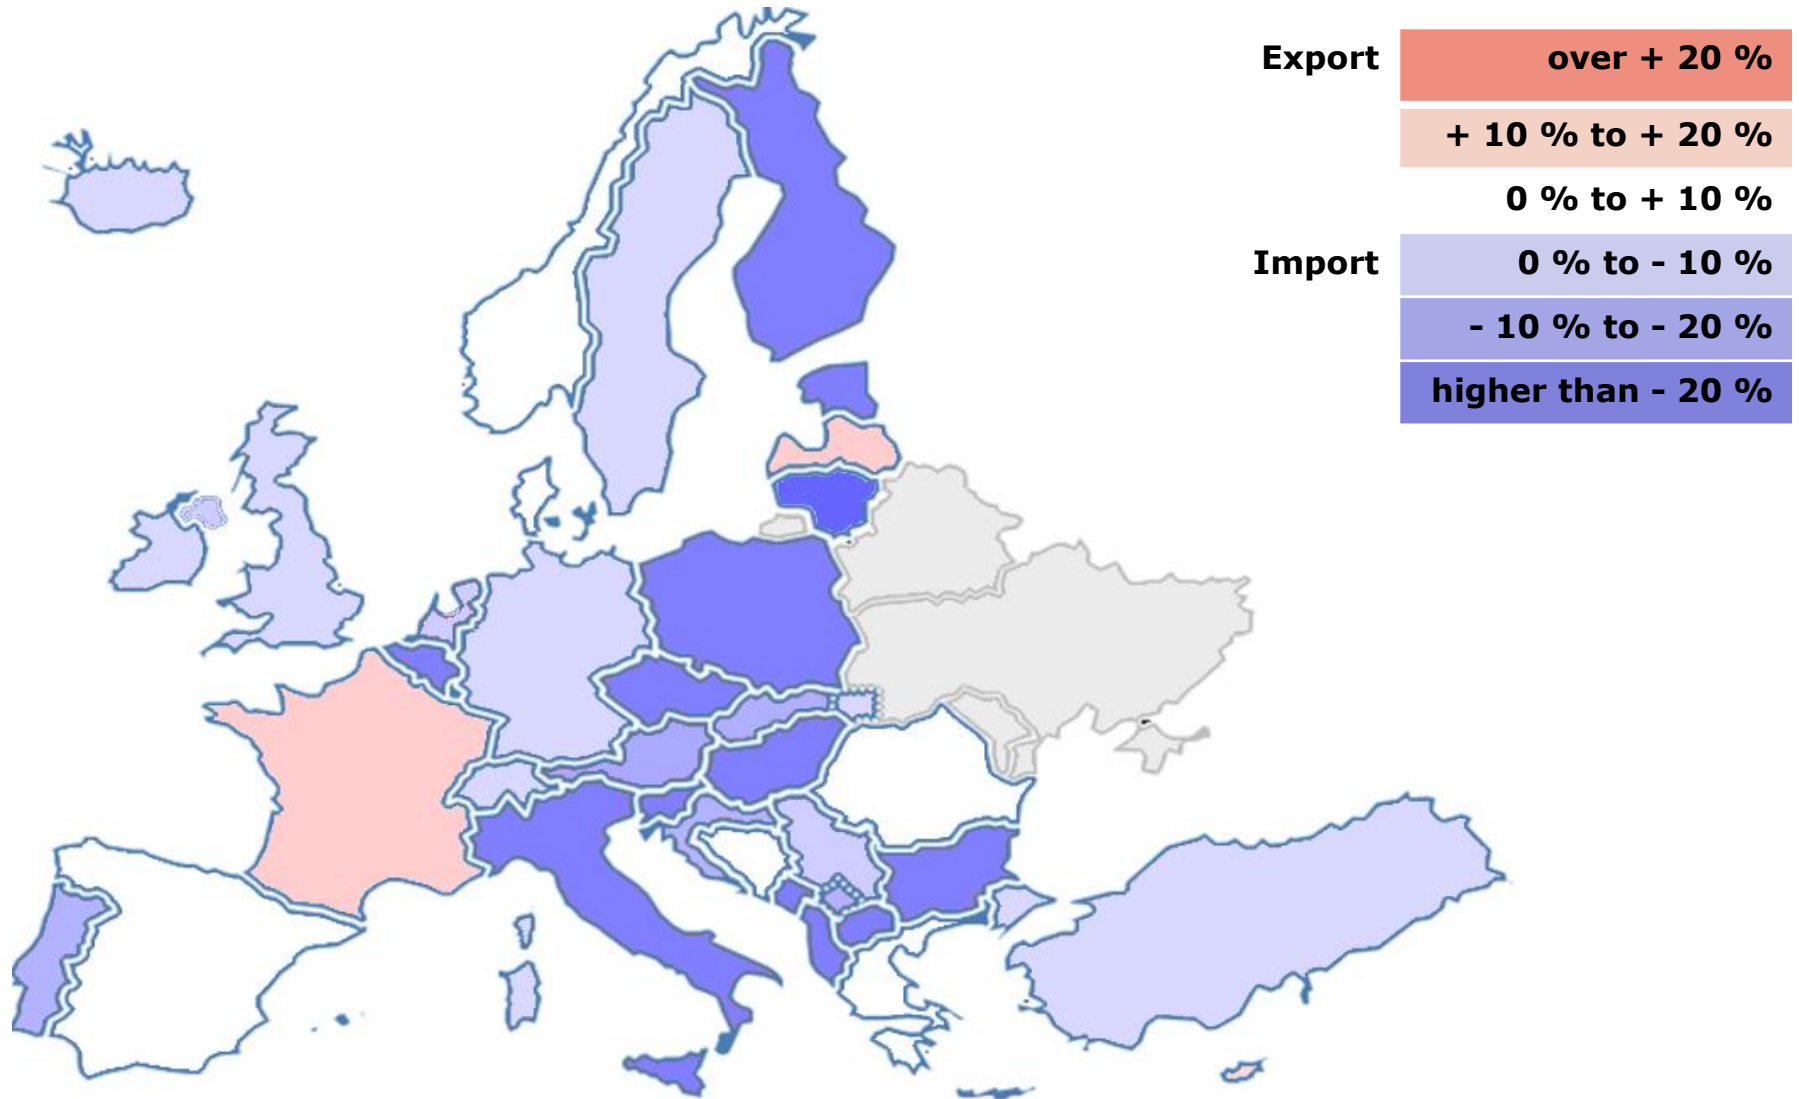 Export over + 20 %
+ 10 % to + 20 %
0 % to + 10 %
Import 0 % to - 10 %
- 10 % to - 20 %
higher than - 20 %